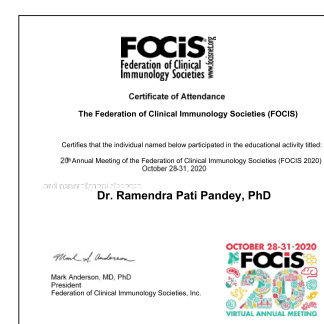 FOCiS
Federation of Clinical
Immunology Societies
www.focisnet.org
Certificate of Attendance
The Federation of Clinical Immunology Societies (FOCIS)
Certifies that the individual named below participated in the educational activity titled:
20th Annual Meeting of the Federation of Clinical Immunology Societies (FOCIS 2020)
October 28-31, 2020
Dr. Ramendra Pati Pandey, PhD
Mark S. Anderson
Mark Anderson, MD, PhD
President
Federation of Clinical Immunology Societies, Inc.
OCTOBER 28-31·2020
FOCiS
20
VIRTUAL ANNUAL MEETING